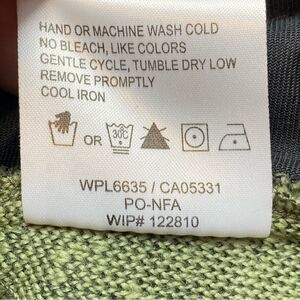 HAND OR MACHINE WASH COLD
NO BLEACH, LIKE COLORS
GENTLE CYCLE, TUMBLE DRY LOW
REMOVE PROMPTLY
COOL IRON
OR 30°C
WPL6635 / CA05331
PO-NFA
WIP# 122810